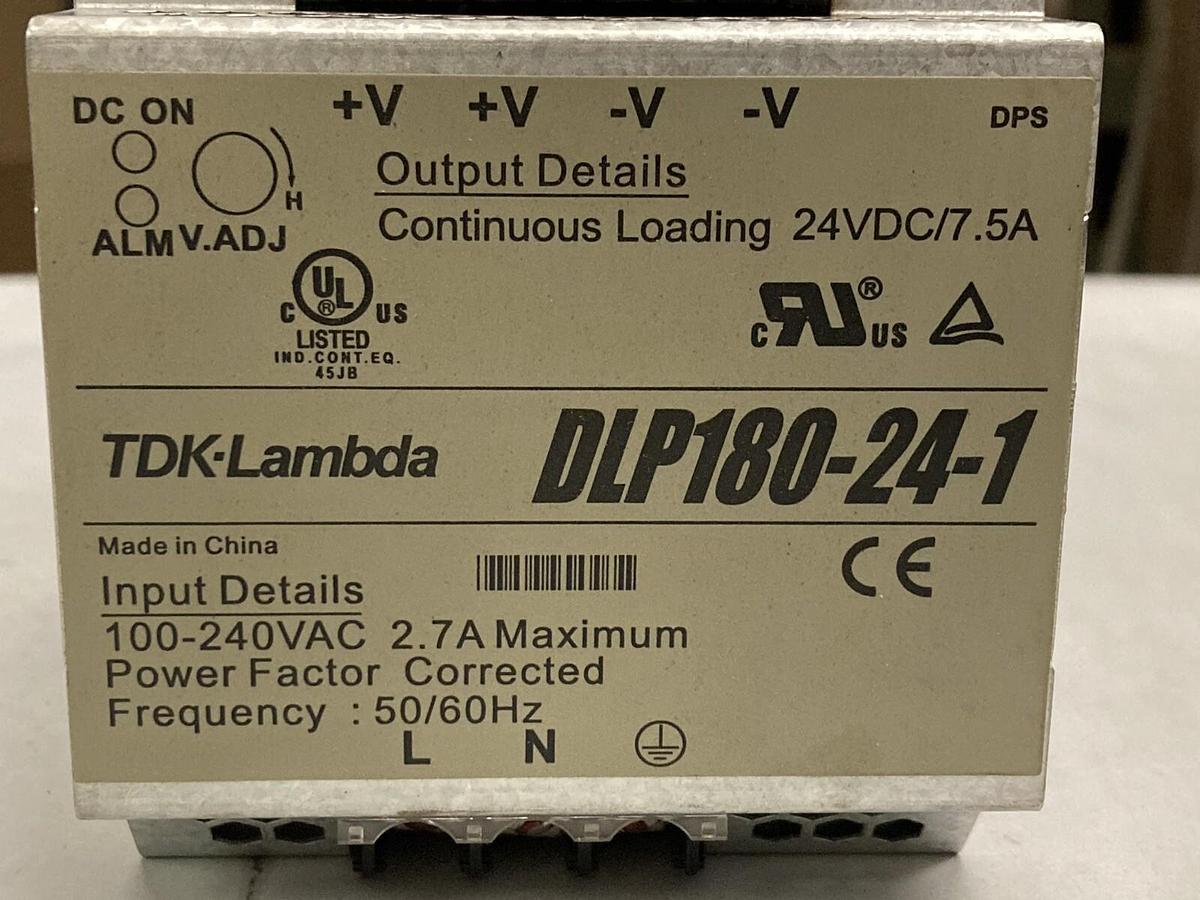 DC ON +V +V -V -V DPS
H
ALM V.ADJ
Output Details
Continuous Loading 24VDC/7.5A
C UL ® US
LISTED
IND.CONT.EQ.
45JB
C RU ® US
TDK-Lambda DLP180-24-1
Made in China
CE
Input Details
100-240VAC 2.7A Maximum
Power Factor Corrected
Frequency : 50/60Hz
L N